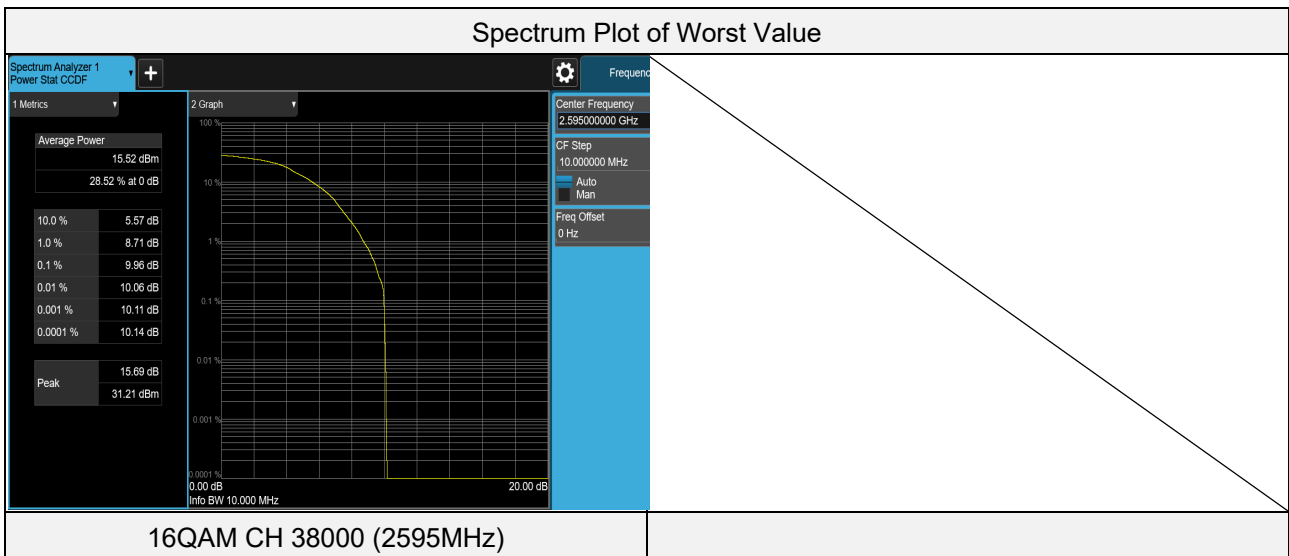 Spectrum Plot of Worst Value
Spectrum Analyzer 1
Power Stat CCDF
+
Frequenc
1 Metrics
2 Graph
Average Power
15.52 dBm
28.52 % at 0 dB
10.0 % 5.57 dB
1.0 % 8.71 dB
0.1 % 9.96 dB
0.01 % 10.06 dB
0.001 % 10.11 dB
0.0001 % 10.14 dB
Peak
15.69 dB
31.21 dBm
100 %
10 %
1 %
0.1 %
0.01 %
0.001 %
0.0001 %
0.00 dB 20.00 dB
Info BW 10.000 MHz
Center Frequency
2.595000000 GHz
CF Step
10.000000 MHz
Auto
Man
Freq Offset
0 Hz
16QAM CH 38000 (2595MHz)